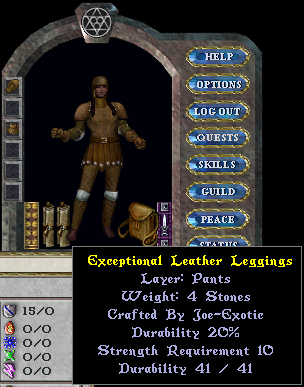 HELP
OPTIONS
LOG OUT
QUESTS
SKILLS
GUILD
PEACE
STATUS
Exceptional Leather Leggings
Layer: Pants
Weight: 4 Stones
Crafted By Joe-Exotic
Durability 20%
Strength Requirement 10
Durability 41 / 41
15/0
0/0
0/0
0/0
0/0